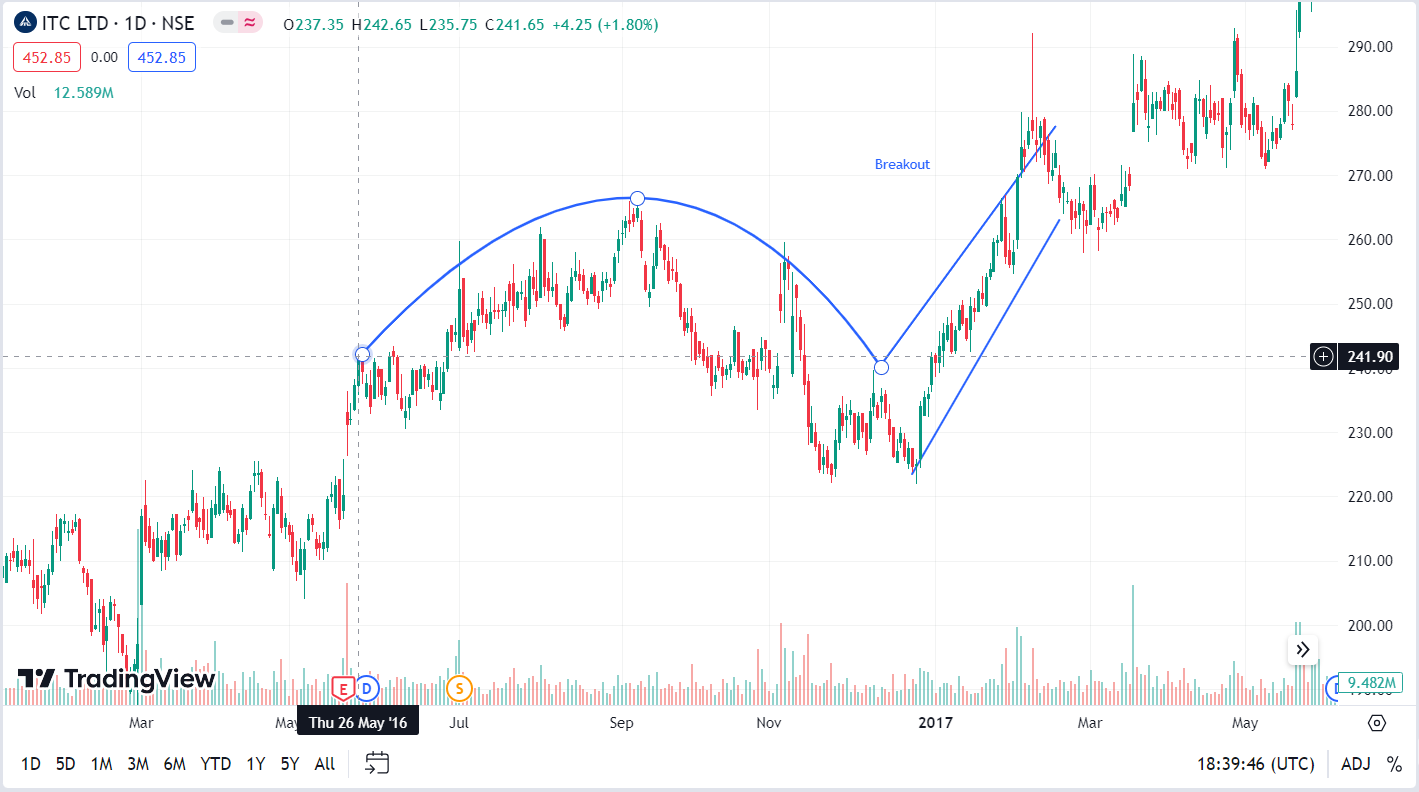 ITC LTD · 1D · NSE O237.35 H242.65 L235.75 C241.65 +4.25 (+1.80%)
452.85 0.00 452.85
Vol 12.589M
290.00
280.00
Breakout
270.00
260.00
250.00
241.90
240.00
230.00
220.00
210.00
200.00
TradingView
E D S
9.482M
Mar Thu 26 May '16 Jul Sep Nov 2017 Mar May
1D 5D 1M 3M 6M YTD 1Y 5Y All 18:39:46 (UTC) ADJ %